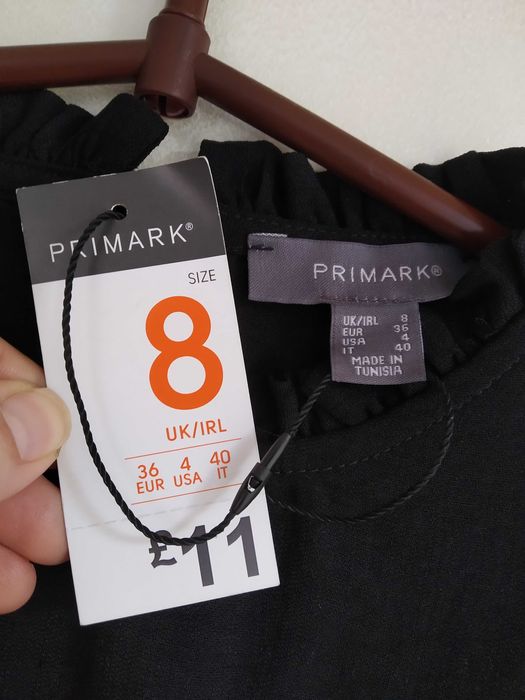 PRIMARK®
SIZE
8
UK/IRL
36 4 40
EUR USA IT
£11
PRIMARK®
UK/IRL 8
EUR 36
USA 4
IT 40
MADE IN
TUNISIA